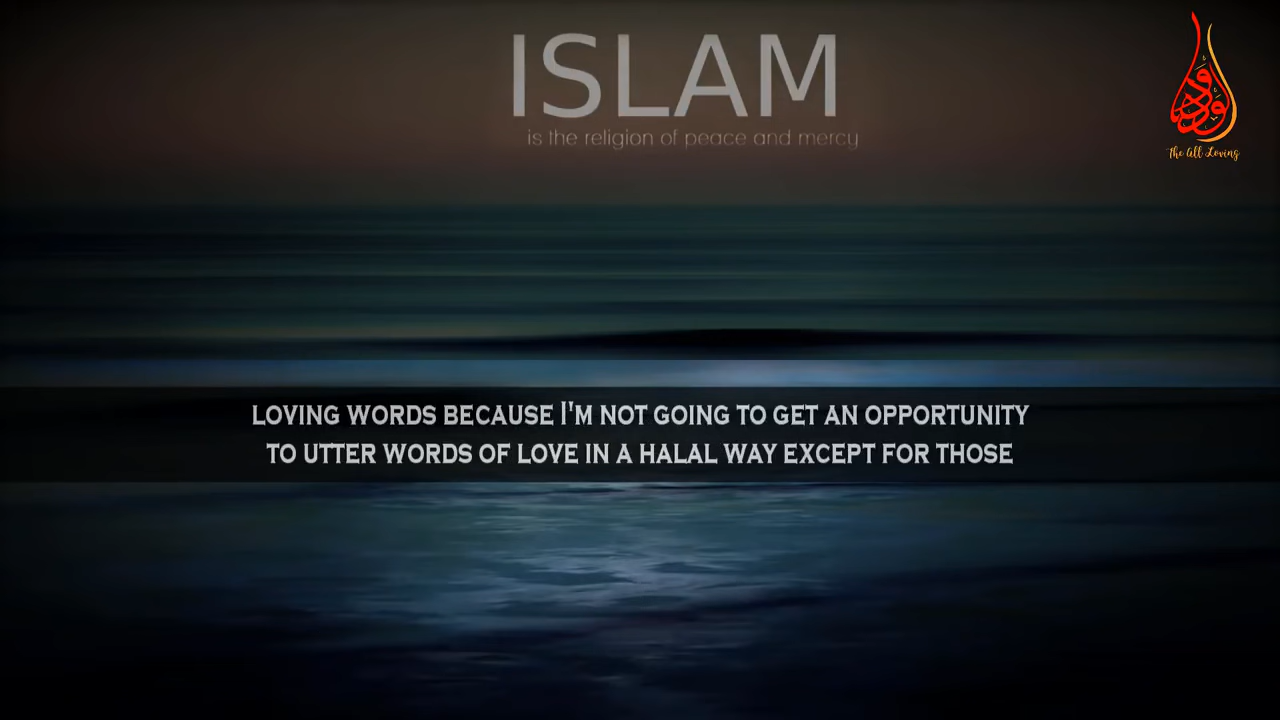 ISLAM
is the religion of peace and mercy
ودود
The All Loving
LOVING WORDS BECAUSE I'M NOT GOING TO GET AN OPPORTUNITY
TO UTTER WORDS OF LOVE IN A HALAL WAY EXCEPT FOR THOSE